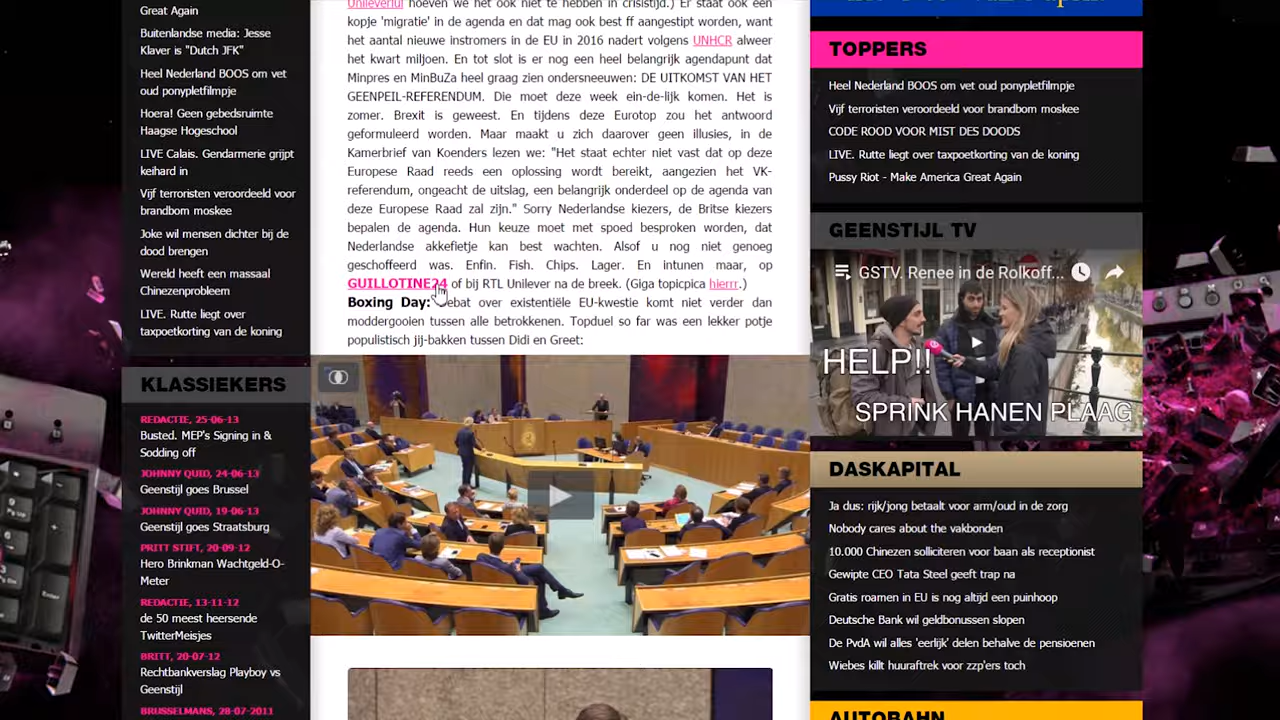 Great Again
Buitenlandse media: Jesse
Klaver is "Dutch JFK"
Heel Nederland BOOS om vet
oud ponypletfilmpje
Hoera! Geen gebedsruimte
Haagse Hogeschool
LIVE Calais. Gendarmerie grijpt
keihard in
Vijf terroristen veroordeeld voor
brandbom moskee
Joke wil mensen dichter bij de
dood brengen
Wereld heeft een massaal
Chinezenprobleem
LIVE. Rutte liegt over
taxpoetkorting van de koning
KLASSIEKERS
REDACTIE, 25-06-13
Busted. MEP's Signing in &
Sodding off
JOHNNY QUID, 24-06-13
Geenstijl goes Brussel
JOHNNY QUID, 19-06-13
Geenstijl goes Straatsburg
PRITT STIFT, 20-09-12
Hero Brinkman Wachtgeld-O-
Meter
REDACTIE, 13-11-12
de 50 meest heersende
TwitterMeisjes
BRITT, 20-07-12
Rechtbankverslag Playboy vs
Geenstijl
BRUSSELMANS, 28-07-2011
Unileverful hoeven we het ook niet te hebben in crisistijd.) Er staat ook een
kopje 'migratie' in de agenda en dat mag ook best ff aangestipt worden, want
het aantal nieuwe instromers in de EU in 2016 nadert volgens UNHCR alweer
het kwart miljoen. En tot slot is er nog een heel belangrijk agendapunt dat
Minpres en MinBuZa heel graag zien ondersneeuwen: DE UITKOMST VAN HET
GEENPEIL-REFERENDUM. Die moet deze week ein-de-lijk komen. Het is
zomer. Brexit is geweest. En tijdens deze Eurotop zou het antwoord
geformuleerd worden. Maar maakt u zich daarover geen illusies, in de
Kamerbrief van Koenders lezen we: "Het staat echter niet vast dat op deze
Europese Raad reeds een oplossing wordt bereikt, aangezien het VK-
referendum, ongeacht de uitslag, een belangrijk onderdeel op de agenda van
deze Europese Raad zal zijn." Sorry Nederlandse kiezers, de Britse kiezers
bepalen de agenda. Hun keuze moet met spoed besproken worden, dat
Nederlandse akkefietje kan best wachten. Alsof u nog niet genoeg
geschoffeerd was. Enfin. Fish. Chips. Lager. En intunen maar, op
GUILLOTINE24 of bij RTL Unilever na de breek. (Giga topicpica hierrr.)
Boxing Day: Debat over existentiële EU-kwestie komt niet verder dan
moddergooien tussen alle betrokkenen. Topduel so far was een lekker potje
populistisch jij-bakken tussen Didi en Greet:
TOPPERS
Heel Nederland BOOS om vet oud ponypletfilmpje
Vijf terroristen veroordeeld voor brandbom moskee
CODE ROOD VOOR MIST DES DOODS
LIVE. Rutte liegt over taxpoetkorting van de koning
Pussy Riot - Make America Great Again
GEENSTIJL TV
GSTV. Renee in de Rolkoff...
HELP!!
SPRINK HANEN PLAAG
DASKAPITAL
Ja dus: rijk/jong betaalt voor arm/oud in de zorg
Nobody cares about the vakbonden
10.000 Chinezen solliciteren voor baan als receptionist
Gewipte CEO Tata Steel geeft trap na
Gratis roamen in EU is nog altijd een puinhoop
Deutsche Bank wil geldbonussen slopen
De PvdA wil alles 'eerlijk' delen behalve de pensioenen
Wiebes killt huuraftrek voor zzp'ers toch
AUTOBAHN